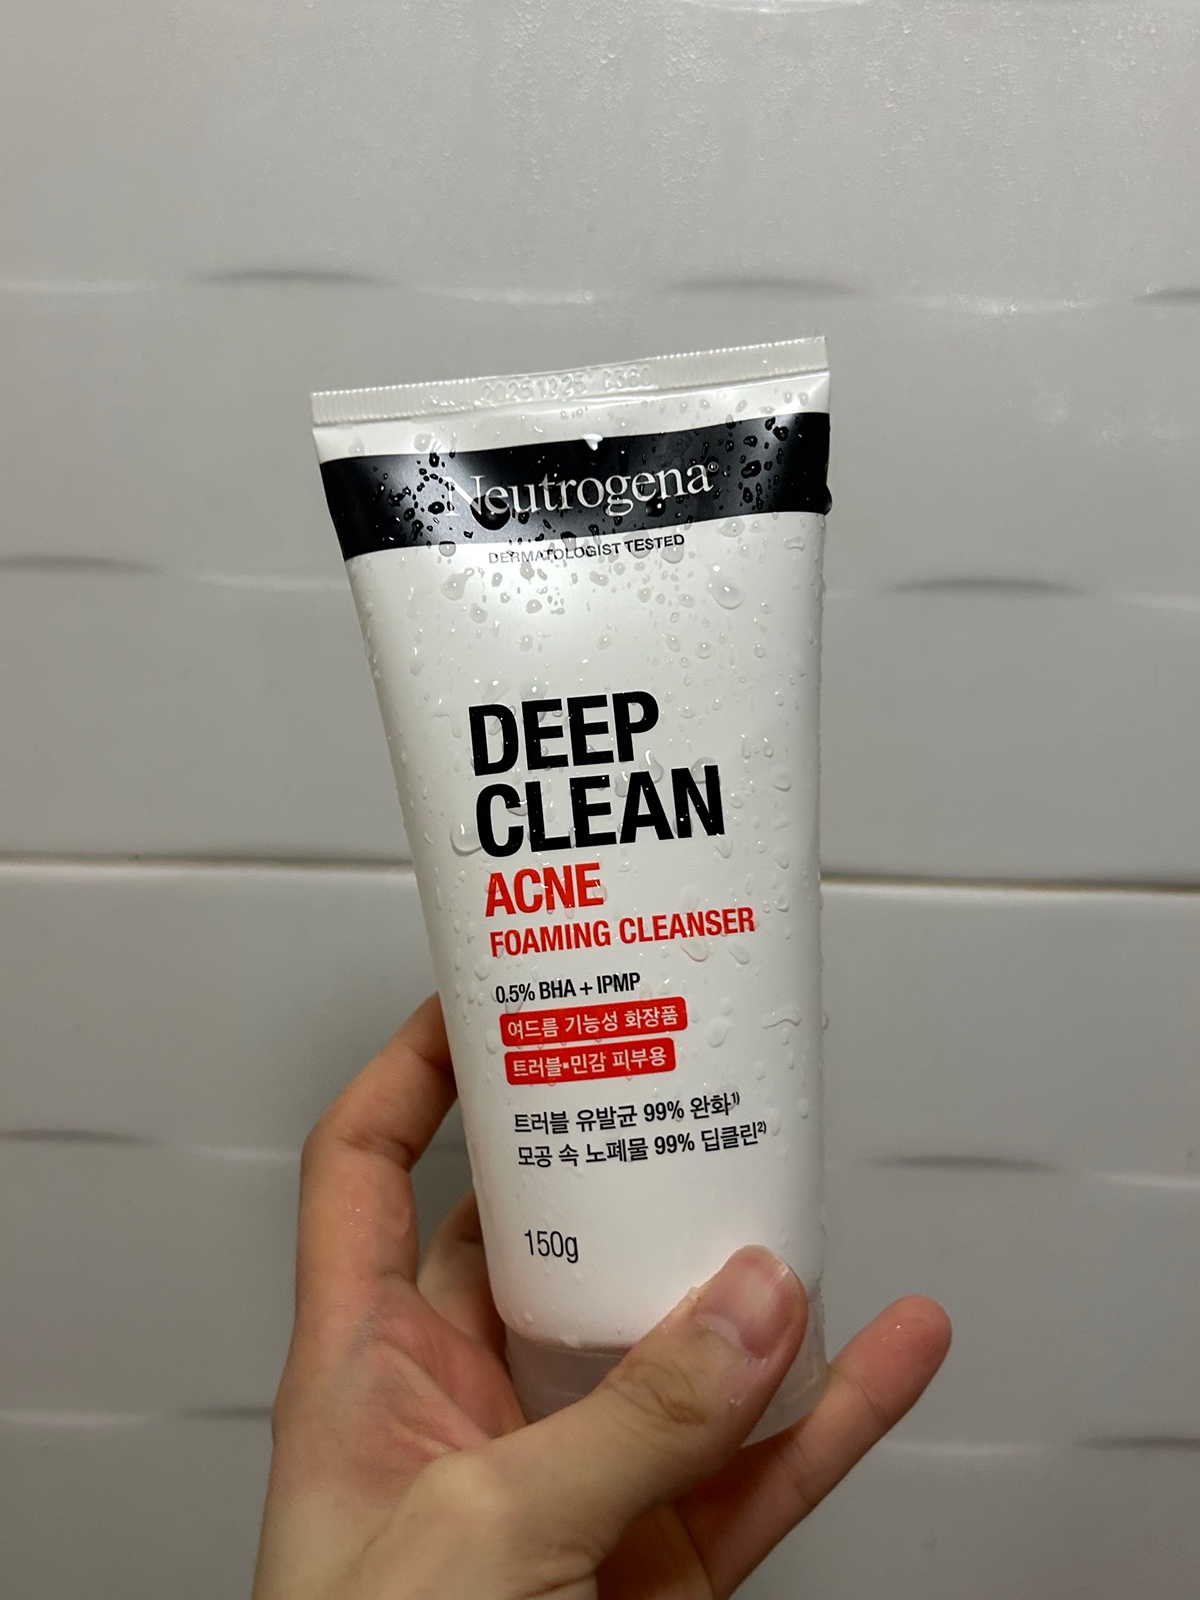 Neutrogena®
DERMATOLOGIST TESTED
DEEP
CLEAN
ACNE
FOAMING CLEANSER
0.5% BHA + IPMP
여드름 기능성 화장품
트러블•민감 피부용
트러블 유발균 99% 완화1)
모공 속 노폐물 99% 딥클린2)
150g